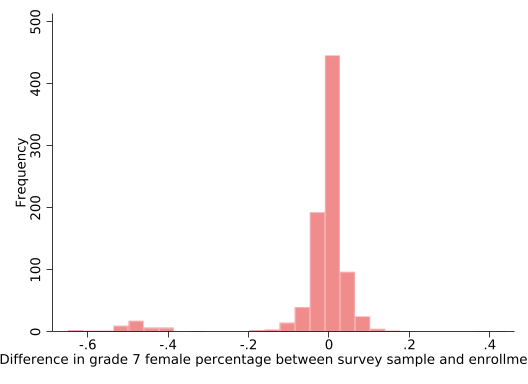 500
400
300
200
100
0
Frequency
-.6 -.4 -.2 0 .2 .4
Difference in grade 7 female percentage between survey sample and enrollme